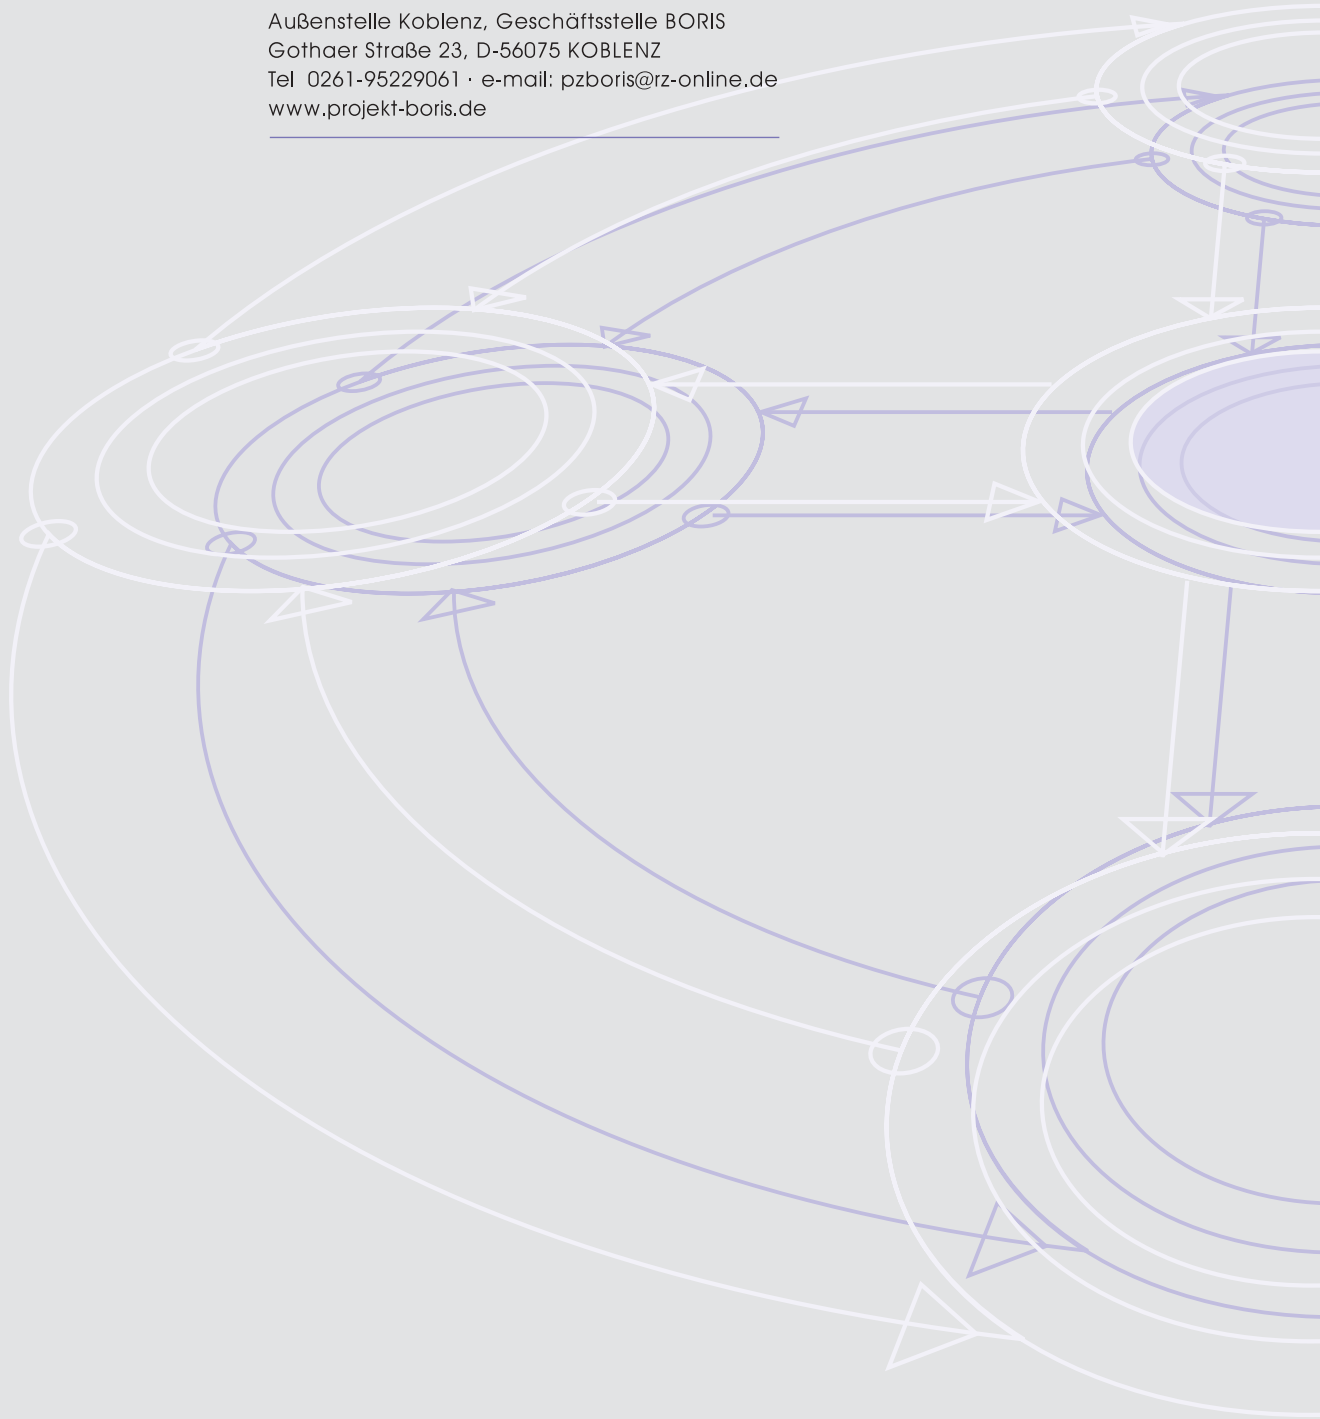 Außenstelle Koblenz, Geschäftsstelle BORIS
Gothaer Straße 23, D-56075 KOBLENZ
Tel 0261-95229061 · e-mail: pzboris@rz-online.de
www.projekt-boris.de